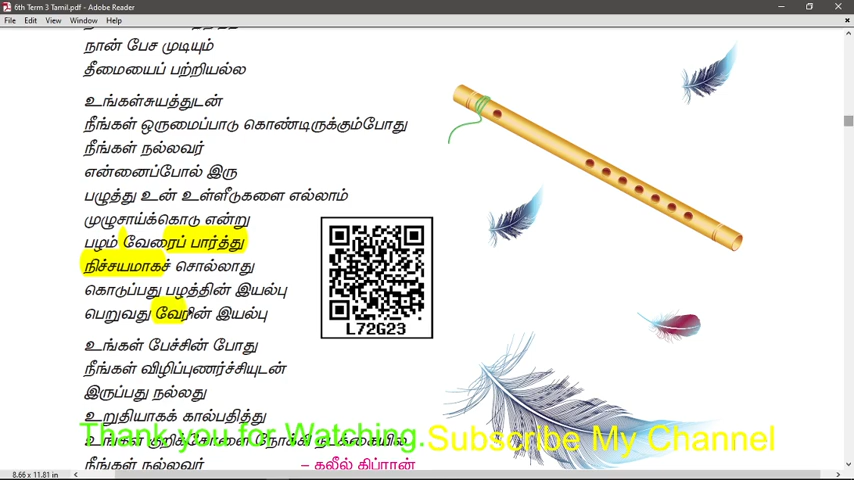 6th Term 3 Tamil.pdf - Adobe Reader
File Edit View Window Help
நான் பேச முடியும்
தீமையைப் பற்றியல்ல
உங்கள்சுயத்துடன்
நீங்கள் ஒருமைப்பாடு கொண்டிருக்கும்போது
நீங்கள் நல்லவர்
என்னைப்போல் இரு
பழுத்து உன் உள்ளீடுகளை எல்லாம்
முழுசாய்க்கொடு என்று
பழம் வேரைப் பார்த்து
நிச்சயமாகச் சொல்லாது
கொடுப்பது பழத்தின் இயல்பு
பெறுவது வேரின் இயல்பு
L72G23
உங்கள் பேச்சின் போது
நீங்கள் விழிப்புணர்ச்சியுடன்
இருப்பது நல்லது
உறுதியாகக் கால்பதித்து
உங்கள் குறிக்கோளை நோக்கி நடக்கையில்
Thank you for Watching. Subscribe My Channel
நீங்கள் நல்லவர்
– கலீல் கிப்ரான்
8.66 x 11.81 in